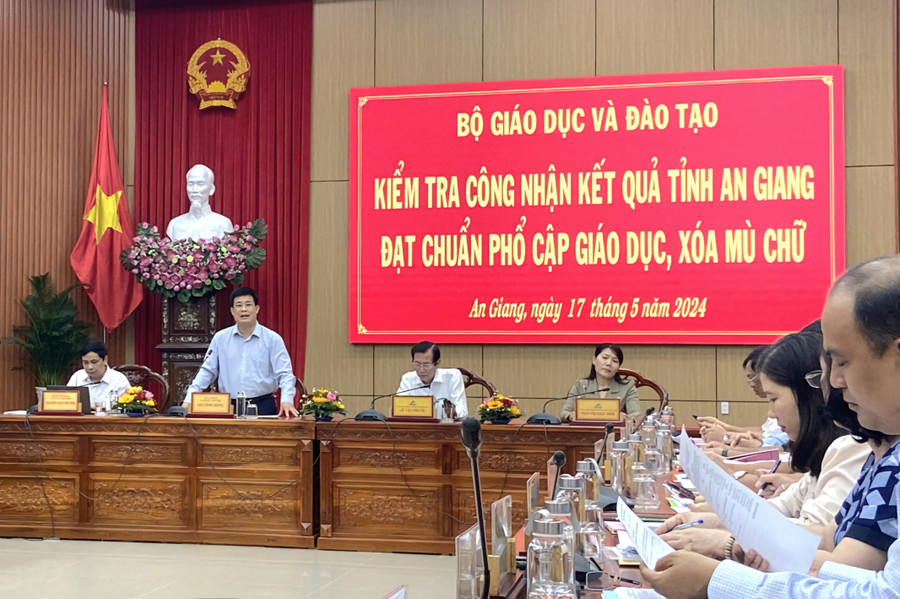 BỘ GIÁO DỤC VÀ ĐÀO TẠO
KIỂM TRA CÔNG NHẬN KẾT QUẢ TỈNH AN GIANG
ĐẠT CHUẨN PHỔ CẬP GIÁO DỤC, XÓA MÙ CHỮ
An Giang, ngày 17 tháng 5 năm 2024